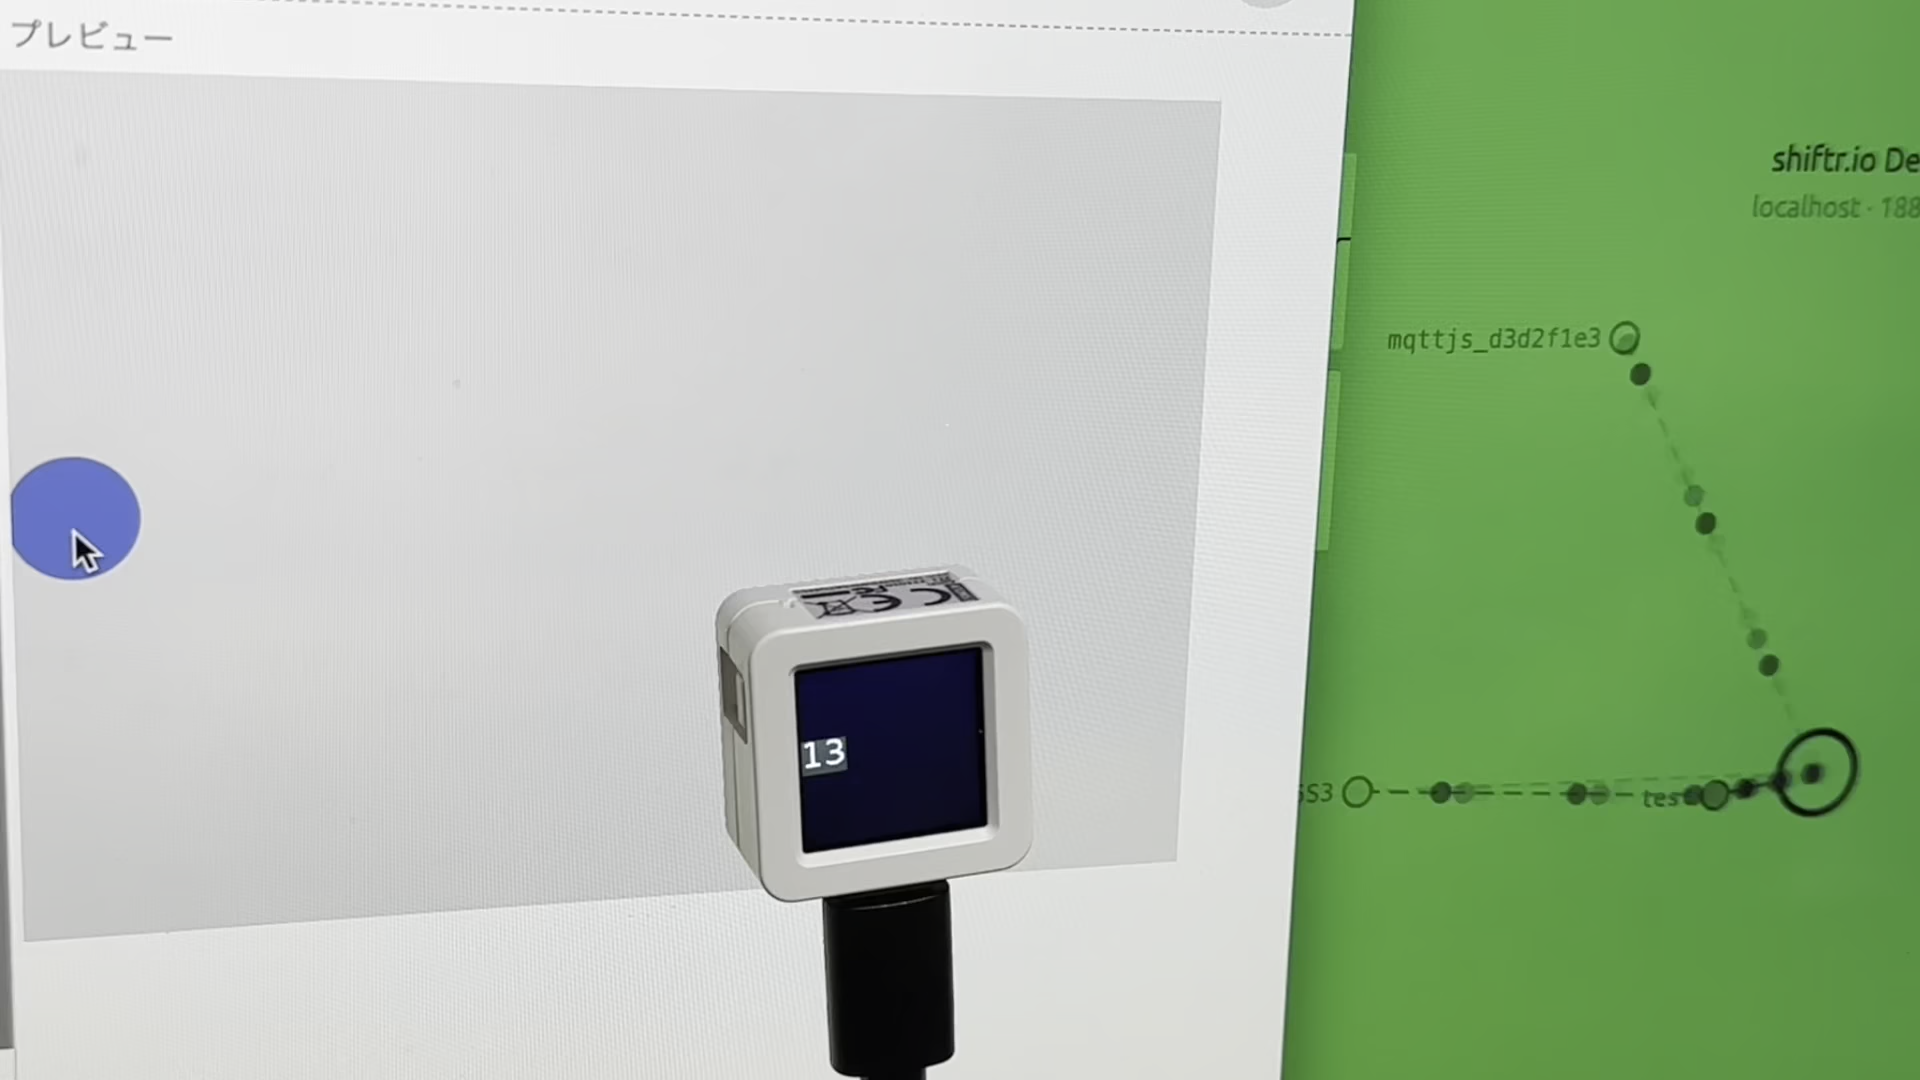 プレビュー
shiftr.io De
localhost · 188
mqttjs_d3d2f1e3
13
S3
tes